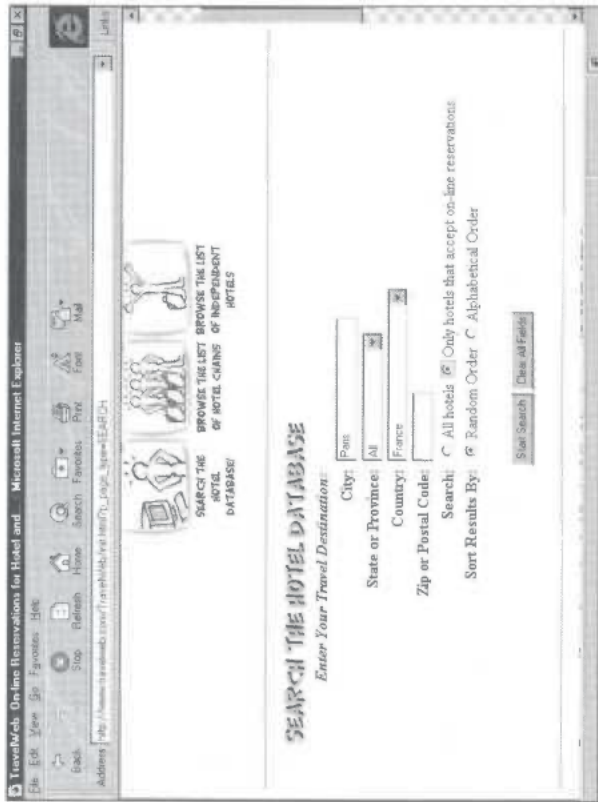 TravelWeb On-line Reservations for Hotel and Microsoft Internet Explorer
File Edit View Go Favorites Help
Back Stop Refresh Home Search Favorites Print Font Mail
Address Links
SEARCH THE HOTEL DATABASE!
BROWSE THE LIST OF HOTEL CHAINS
BROWSE THE LIST OF INDEPENDENT HOTELS
SEARCH THE HOTEL DATABASE
Enter Your Travel Destination:
City: Paris
State or Province: All
Country: France
Zip or Postal Code:
Search: All hotels Only hotels that accept on-line reservations
Sort Results By: Random Order Alphabetical Order
Start Search Clear All Fields